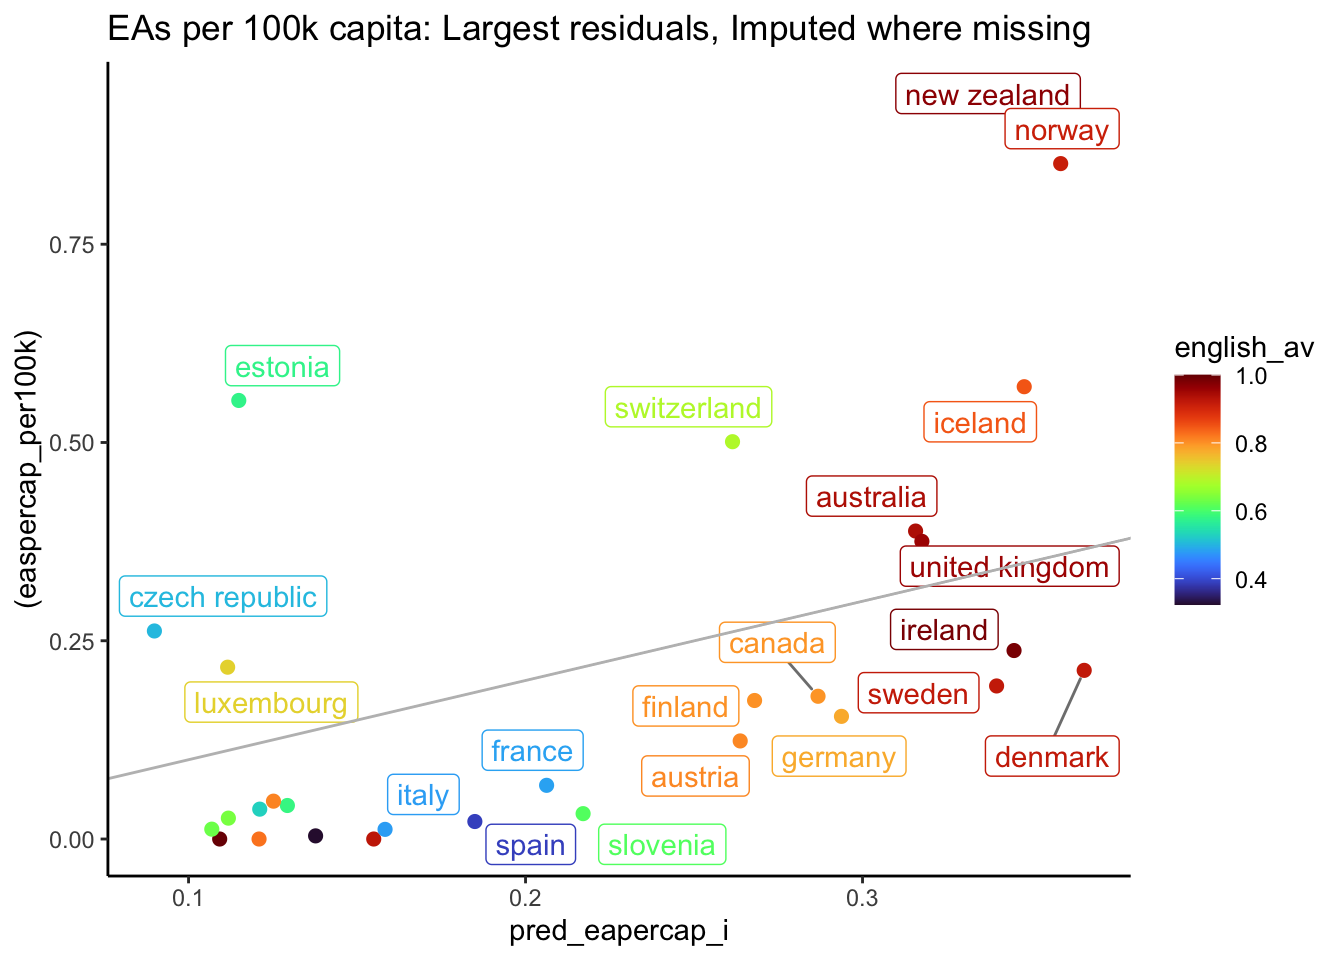 EAs per 100k capita: Largest residuals, Imputed where missing
new zealand
norway
0.75
estonia
switzerland
iceland
english_av
1.0
0.8
0.6
0.4
(easpercap_per100k)
0.50
australia
united kingdom
czech republic
ireland
0.25
canada
luxembourg
finland
sweden
france
austria
germany
denmark
italy
0.00
spain
slovenia
0.1
0.2
0.3
pred_eapercap_i